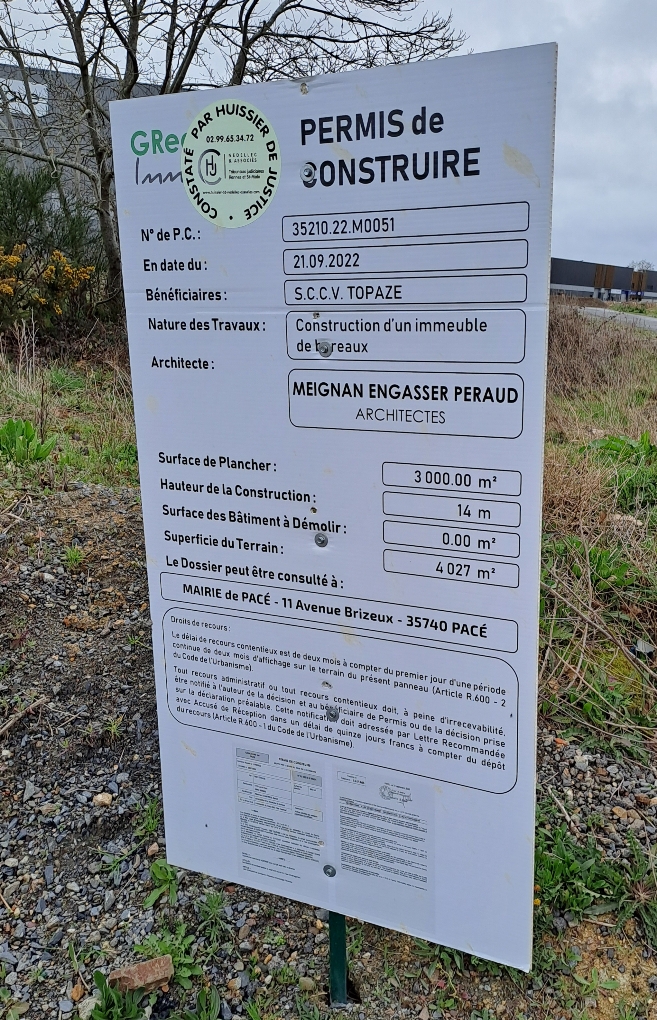 GRee
Imm
CONSTATÉ PAR HUISSIER DE JUSTICE
02.99.65.34.72
NEDELLEC
& ASSOCIÉS
PERMIS de
CONSTRUIRE
N° de P.C.: 35210.22.M0051
En date du : 21.09.2022
Bénéficiaires : S.C.C.V. TOPAZE
Nature des Travaux : Construction d'un immeuble
de bureaux
Architecte :
MEIGNAN ENGASSER PERAUD
ARCHITECTES
Surface de Plancher : 3 000.00 m²
Hauteur de la Construction : 14 m
Surface des Bâtiment à Démolir : 0.00 m²
Superficie du Terrain : 4 027 m²
Le Dossier peut être consulté à :
MAIRIE de PACÉ - 11 Avenue Brizeux - 35740 PACÉ
Droits de recours :
Le délai de recours contentieux est de deux mois à compter du premier jour d'une période
continue de deux mois d'affichage sur le terrain du présent panneau (Article R.600 - 2
du Code de l'Urbanisme).
Tout recours administratif ou tout recours contentieux doit, à peine d'irrecevabilité,
être notifié à l'auteur de la décision et au bénéficiaire de Permis ou de la décision prise
sur la déclaration préalable. Cette notification doit adressée par Lettre Recommandée
avec Accusé de Réception dans un délai de quinze jours francs à compter du dépôt
du recours (Article R.600 - 1 du Code de l'Urbanisme).